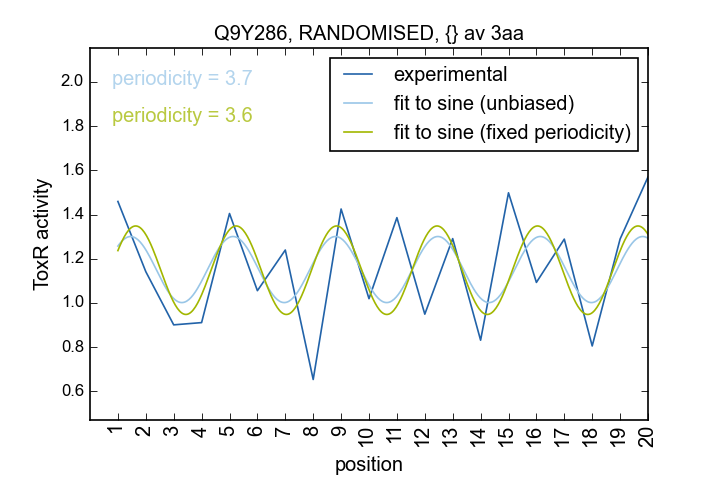 Q9Y286, RANDOMISED, {} av 3aa
periodicity = 3.7
periodicity = 3.6
experimental
fit to sine (unbiased)
fit to sine (fixed periodicity)
ToxR activity
2.0
1.8
1.6
1.4
1.2
1.0
0.8
0.6
1 2 3 4 5 6 7 8 9 10 11 12 13 14 15 16 17 18 19 20
position